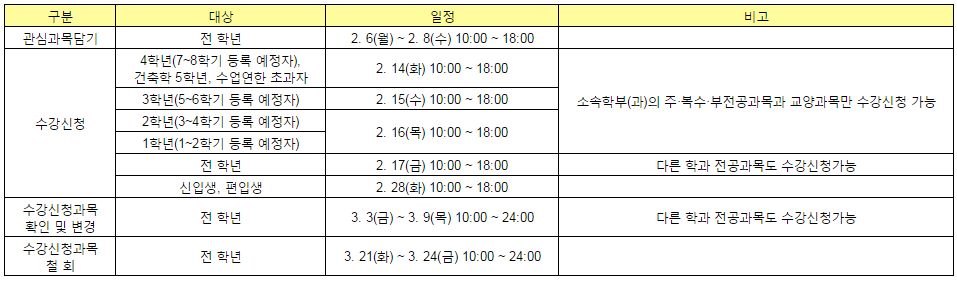 구분 대상 일정 비고
관심과목담기 전 학년 2. 6(월) ~ 2. 8(수) 10:00 ~ 18:00
수강신청
4학년(7~8학기 등록 예정자),
건축학 5학년, 수업연한 초과자
2. 14(화) 10:00 ~ 18:00
소속학부(과)의 주·복수·부전공과목과 교양과목만 수강신청 가능
3학년(5~6학기 등록 예정자) 2. 15(수) 10:00 ~ 18:00
2학년(3~4학기 등록 예정자)
2. 16(목) 10:00 ~ 18:00
1학년(1~2학기 등록 예정자)
전 학년 2. 17(금) 10:00 ~ 18:00 다른 학과 전공과목도 수강신청가능
신입생, 편입생 2. 28(화) 10:00 ~ 18:00
수강신청과목
확인 및 변경
전 학년 3. 3(금) ~ 3. 9(목) 10:00 ~ 24:00 다른 학과 전공과목도 수강신청가능
수강신청과목
철 회
전 학년 3. 21(화) ~ 3. 24(금) 10:00 ~ 24:00